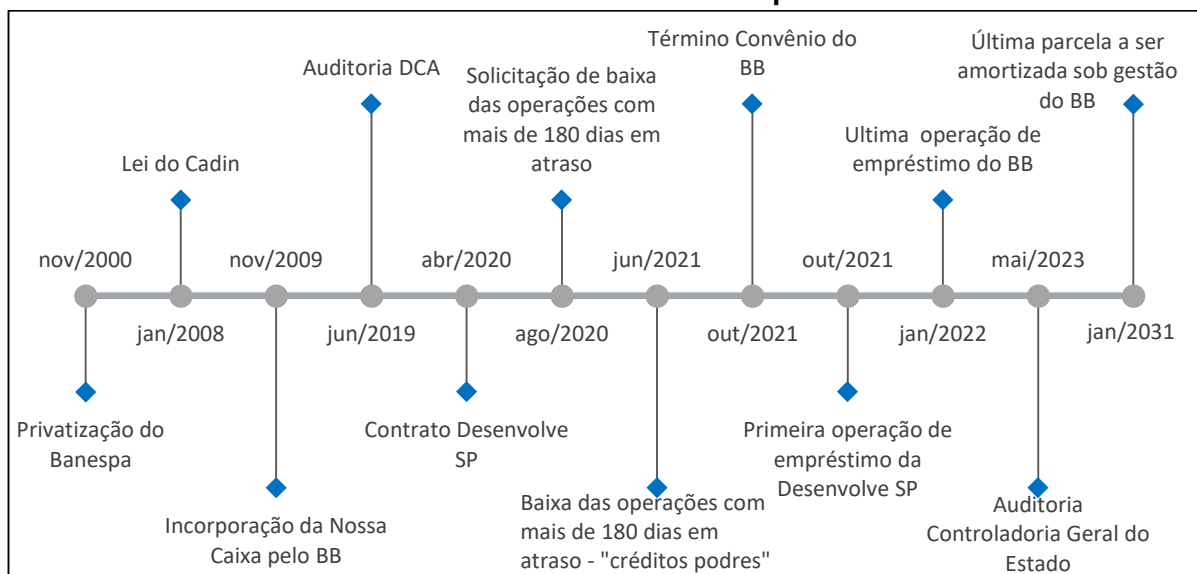 Término Convênio do
BB
Última parcela a ser
amortizada sob gestão
do BB
Auditoria DCA
Solicitação de baixa
das operações com
mais de 180 dias em
atraso
Lei do Cadin
Ultima operação de
empréstimo do BB
nov/2000
nov/2009
abr/2020
jun/2021
out/2021
mai/2023
jan/2008
jun/2019
ago/2020
out/2021
jan/2022
jan/2031
Privatização do
Banespa
Contrato Desenvolve
SP
Primeira operação de
empréstimo da
Desenvolve SP
Incorporação da Nossa
Caixa pelo BB
Baixa das operações com
mais de 180 dias em
atraso - "créditos podres"
Auditoria
Controladoria Geral do
Estado